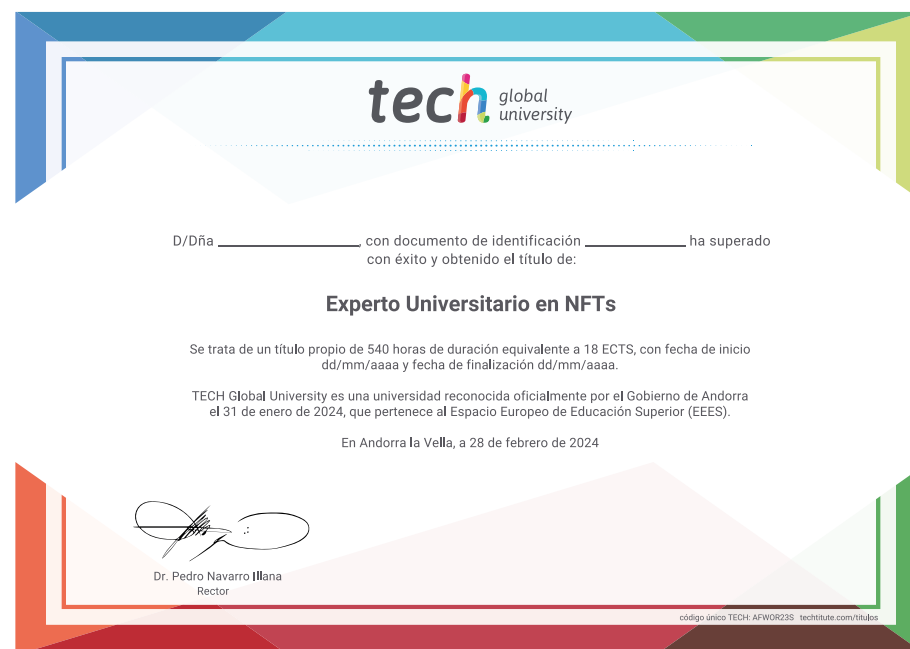 tech global university
D/Dña ____________________, con documento de identificación ______________ ha superado
con éxito y obtenido el título de:
Experto Universitario en NFTs
Se trata de un título propio de 540 horas de duración equivalente a 18 ECTS, con fecha de inicio
dd/mm/aaaa y fecha de finalización dd/mm/aaaa.
TECH Global University es una universidad reconocida oficialmente por el Gobierno de Andorra
el 31 de enero de 2024, que pertenece al Espacio Europeo de Educación Superior (EEES).
En Andorra la Vella, a 28 de febrero de 2024
Dr. Pedro Navarro Illana
Rector
código único TECH: AFWOR23S techtitute.com/titulos